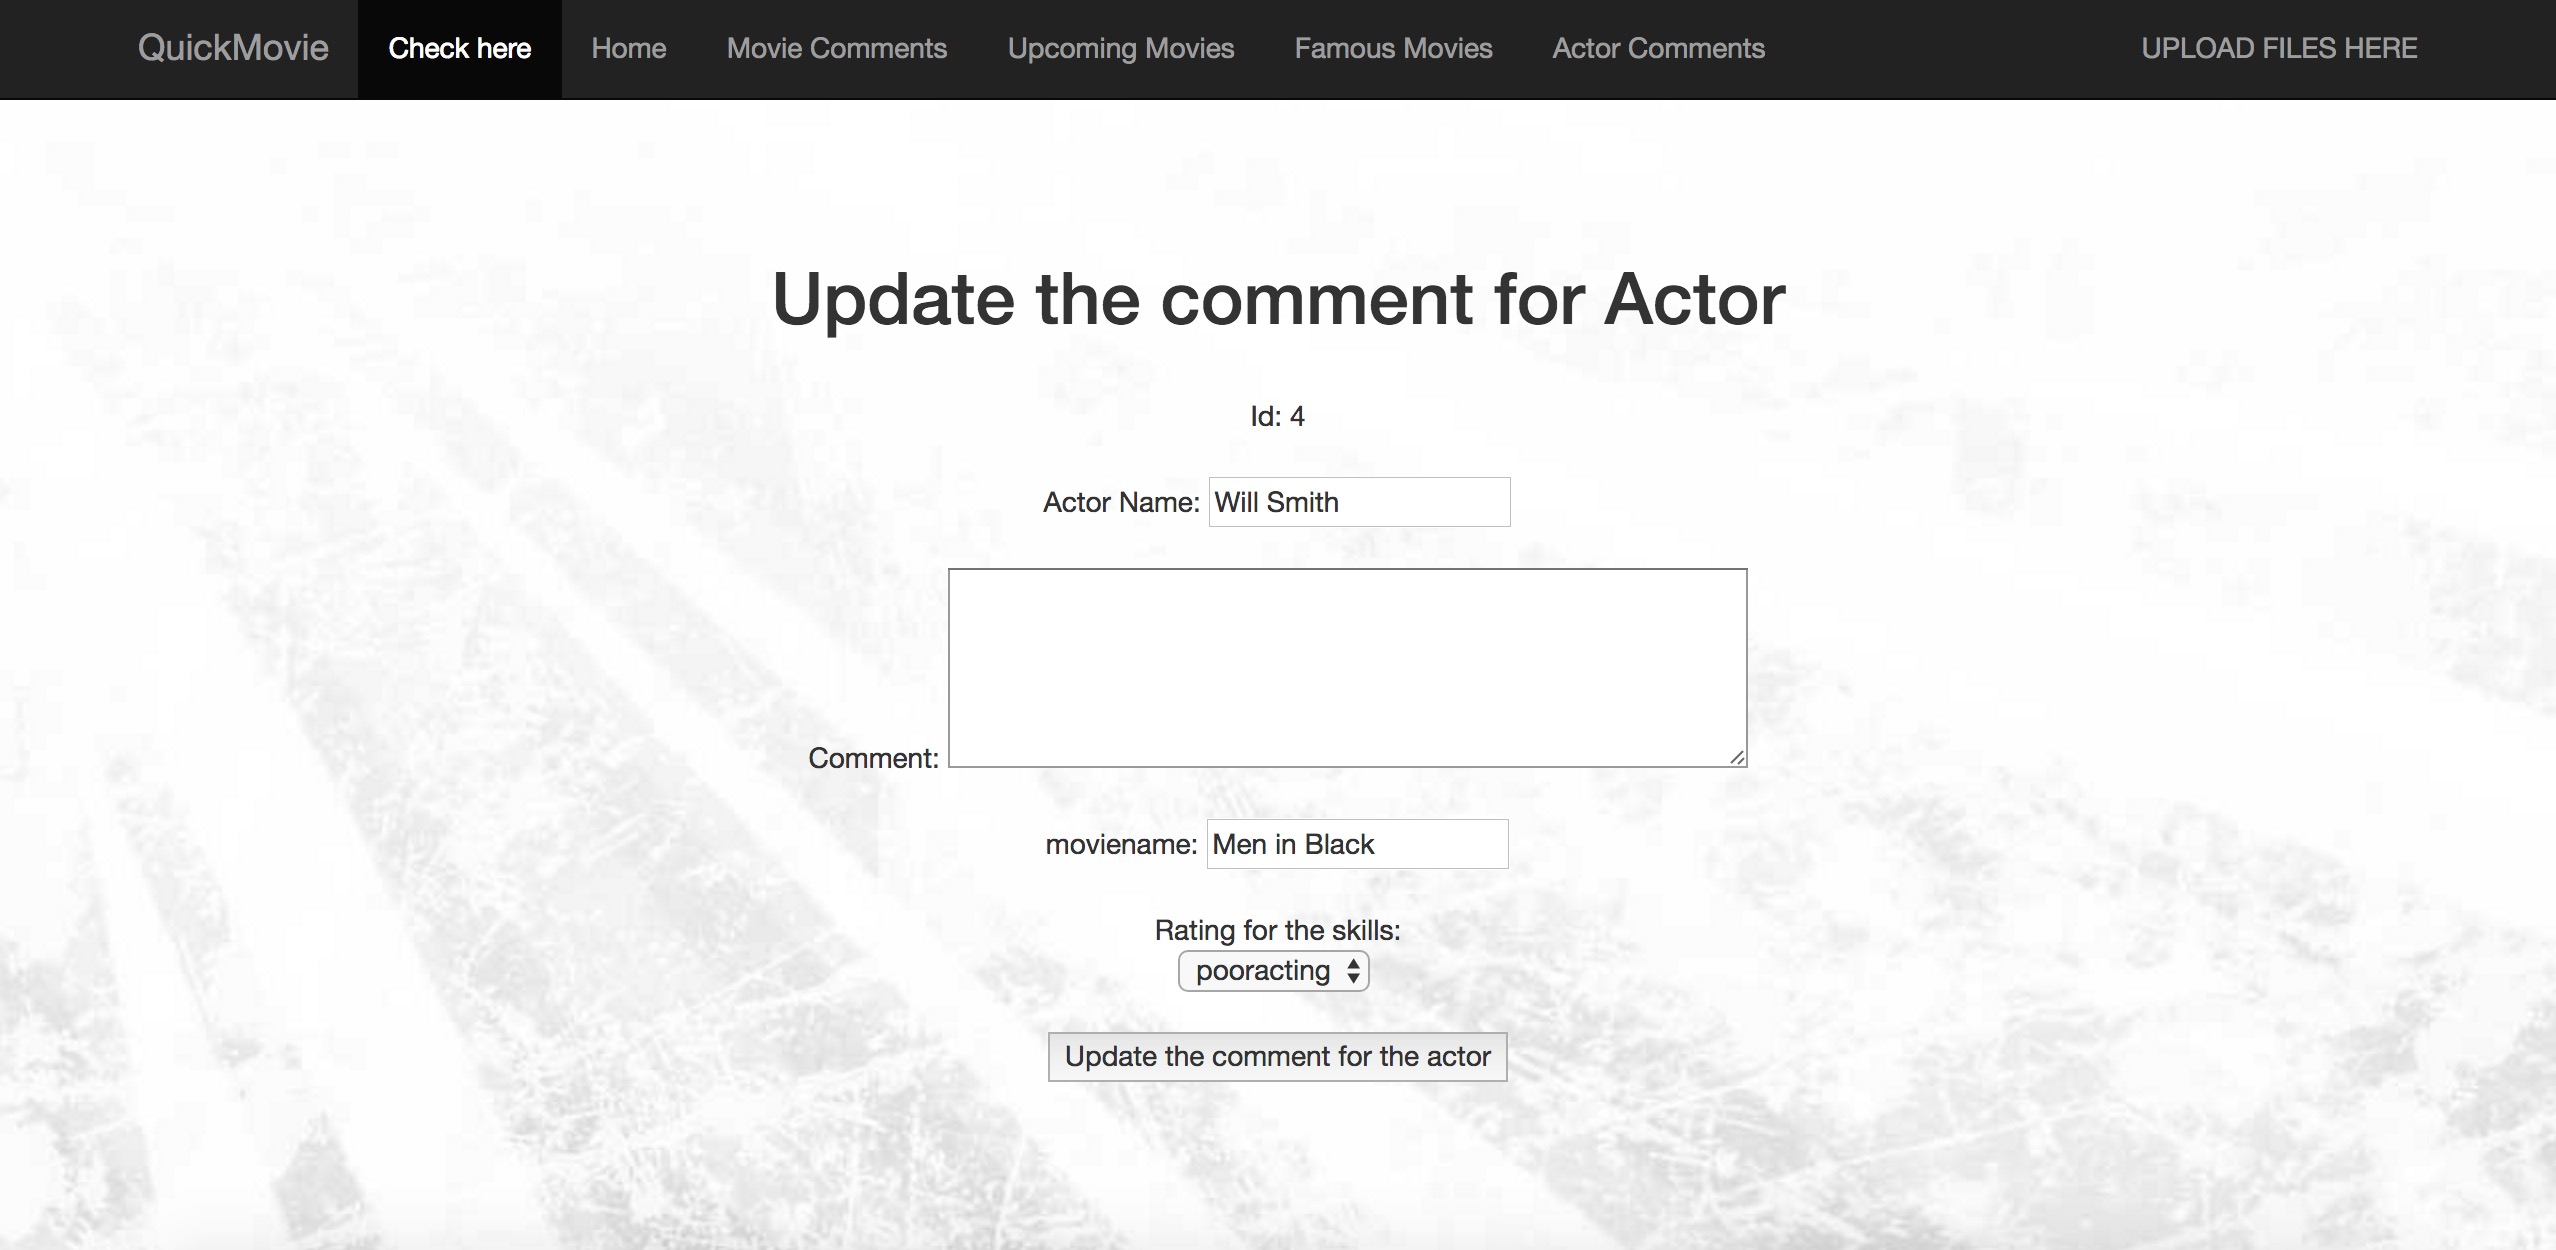 QuickMovie Check here Home Movie Comments Upcoming Movies Famous Movies Actor Comments UPLOAD FILES HERE
Update the comment for Actor
Id: 4
Actor Name: Will Smith
Comment:
moviename: Men in Black
Rating for the skills:
pooracting
Update the comment for the actor